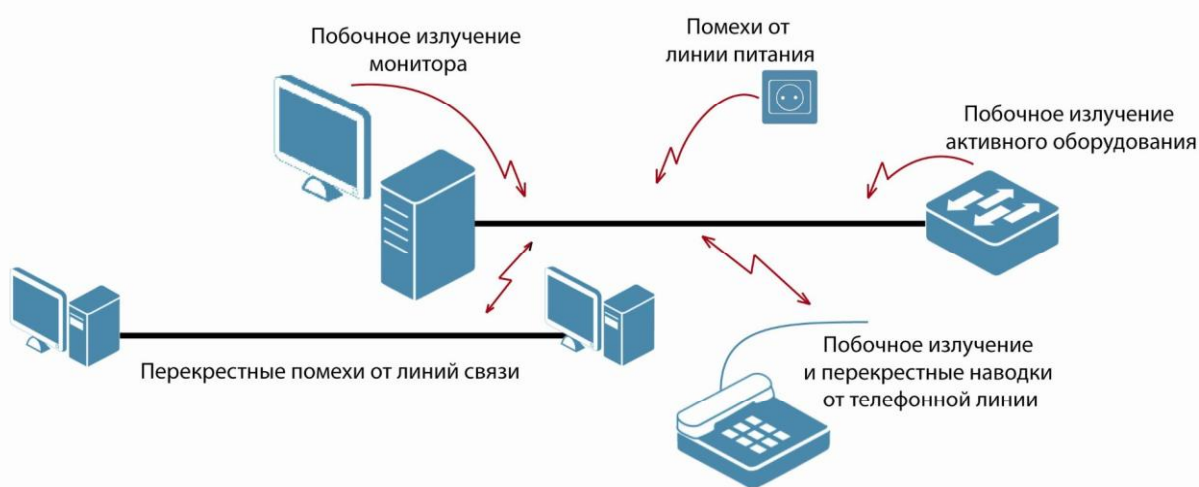 Побочное излучение
монитора
Помехи от
линии питания
Побочное излучение
активного оборудования
Перекрестные помехи от линий связи
Побочное излучение
и перекрестные наводки
от телефонной линии